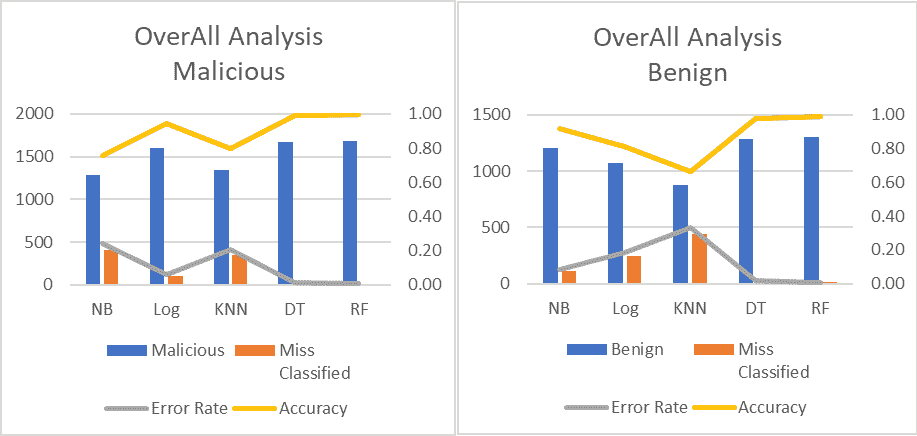 OverAll Analysis
Malicious
2000
1500
1000
500
0
1.00
0.80
0.60
0.40
0.20
0.00
NB Log KNN DT RF
Malicious Miss
Classified
Error Rate Accuracy
OverAll Analysis
Benign
1500
1000
500
0
1.00
0.80
0.60
0.40
0.20
0.00
NB Log KNN DT RF
Benign Miss
Classified
Error Rate Accuracy